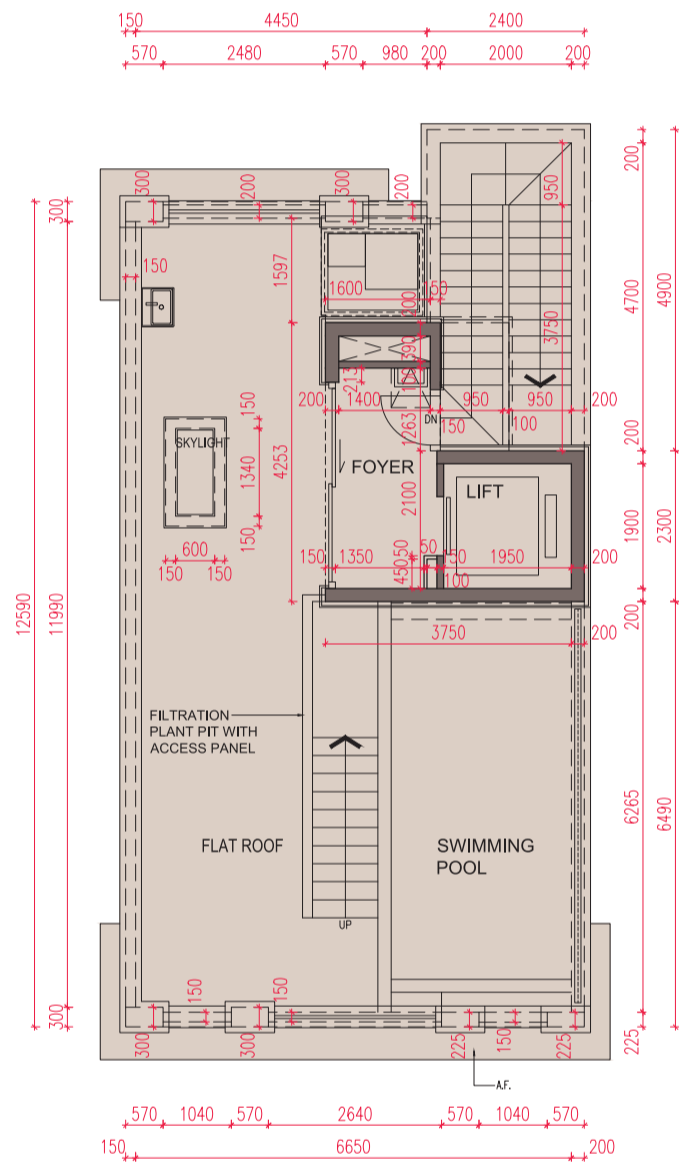 150 4450 2400
570 2480 570 980 200 2000 200
300 200 300 200 200
300 950
150 1597 4700 4900
1600 150 3750
200
390
150
213
200 1400 DN 950 950 200
150 1263 150 100 200
SKYLIGHT
1340 4253 FOYER
LIFT
2100 1900 2300
150
600 150 1350 50 150 1950 200
150 150 450 50 100
12590 11990 200
3750 200
FILTRATION
PLANT PIT WITH
ACCESS PANEL
6265 6490
FLAT ROOF SWIMMING
POOL
UP
150 150
300 300 300 225 150 225 225
A.F.
570 1040 570 2640 570 1040 570
150 6650 200